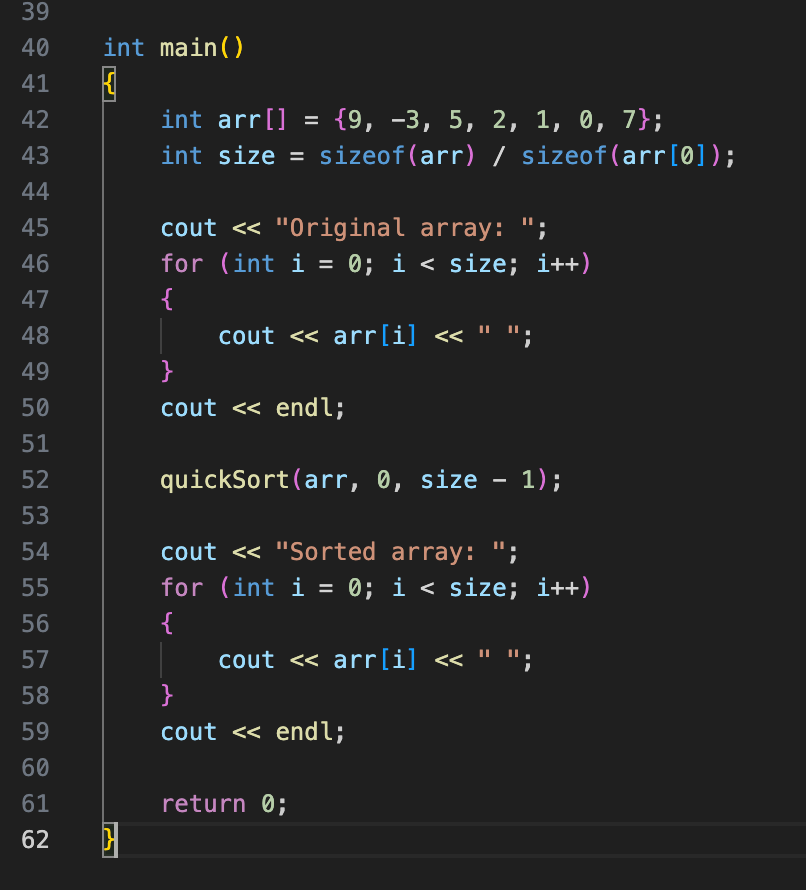 39
40 int main()
41 {
42     int arr[] = {9, -3, 5, 2, 1, 0, 7};
43     int size = sizeof(arr) / sizeof(arr[0]);
44
45     cout << "Original array: ";
46     for (int i = 0; i < size; i++)
47     {
48         cout << arr[i] << " ";
49     }
50     cout << endl;
51
52     quickSort(arr, 0, size - 1);
53
54     cout << "Sorted array: ";
55     for (int i = 0; i < size; i++)
56     {
57         cout << arr[i] << " ";
58     }
59     cout << endl;
60
61     return 0;
62 }